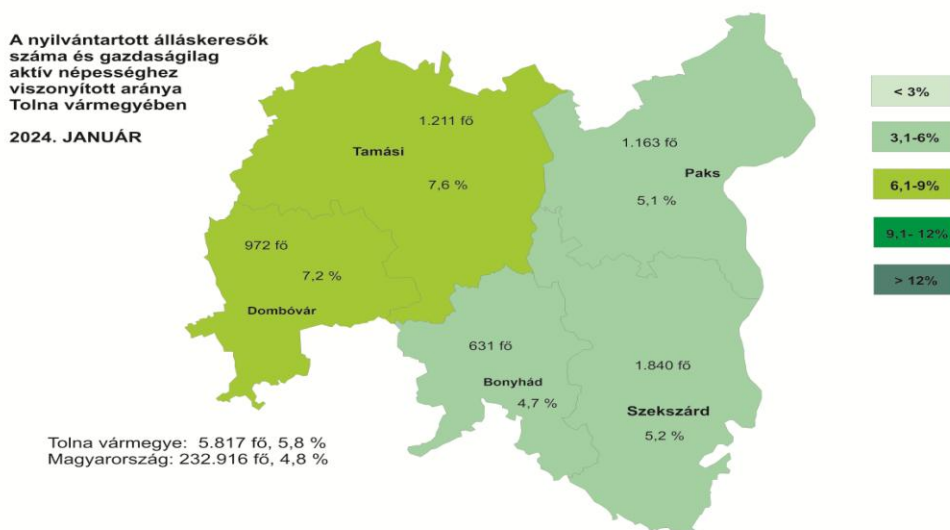 A nyilvántartott álláskeresők
száma és gazdaságilag
aktív népességhez
viszonyított aránya
Tolna vármegyében
2024. JANUÁR
< 3%
3,1-6%
6,1-9%
9,1- 12%
> 12%
1.211 fő
Tamási
7,6 %
1.163 fő
Paks
5,1 %
972 fő
7,2 %
Dombóvár
631 fő
Bonyhád
4,7 %
1.840 fő
Szekszárd
5,2 %
Tolna vármegye: 5.817 fő, 5,8 %
Magyarország: 232.916 fő, 4,8 %